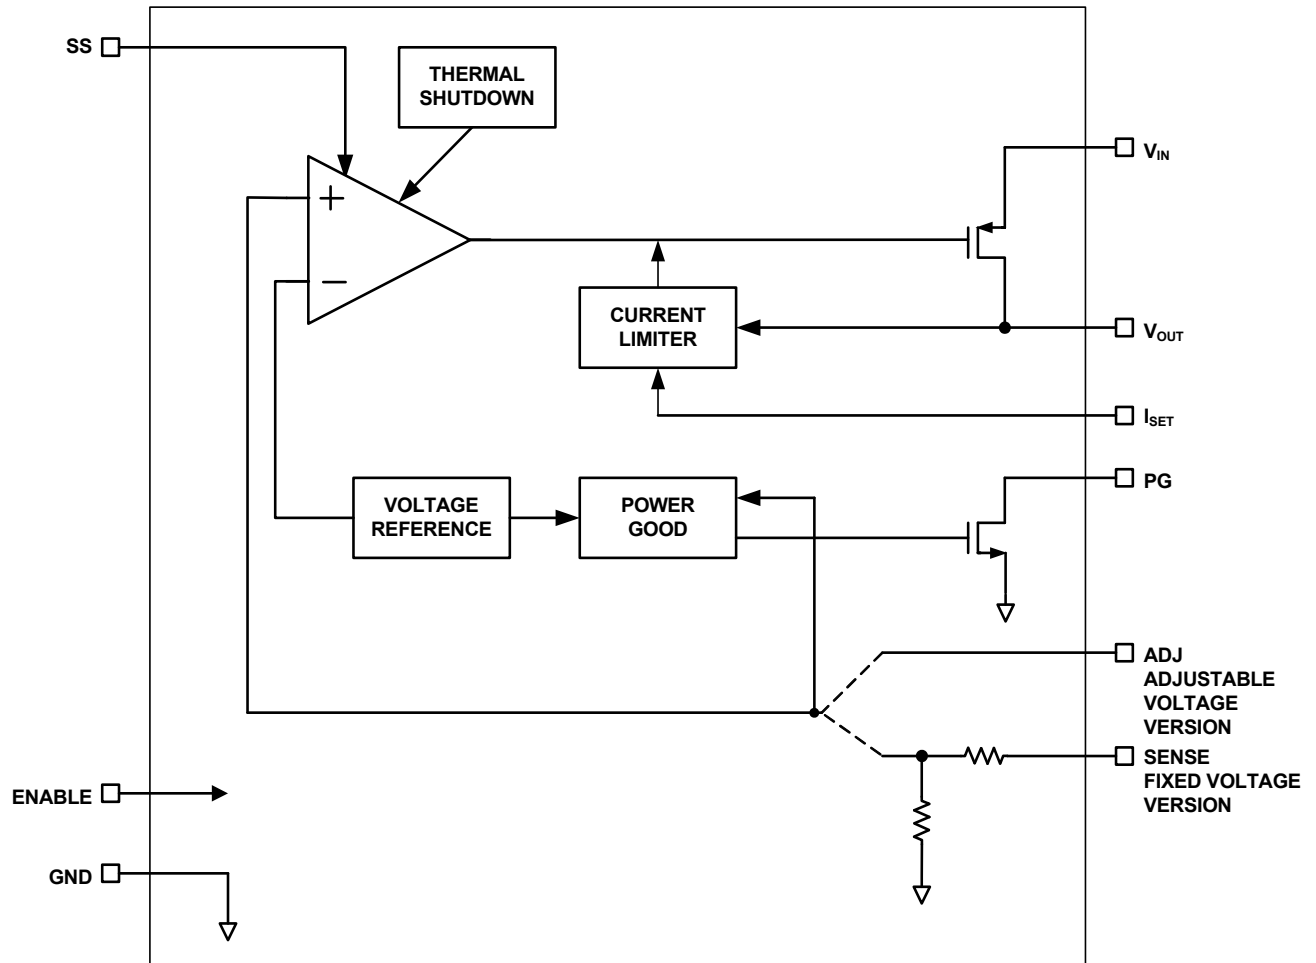 SS
THERMAL
SHUTDOWN
VIN
+
−
CURRENT
LIMITER
VOUT
ISET
VOLTAGE
REFERENCE
POWER
GOOD
PG
ADJ
ADJUSTABLE
VOLTAGE
VERSION
SENSE
FIXED VOLTAGE
VERSION
ENABLE
GND